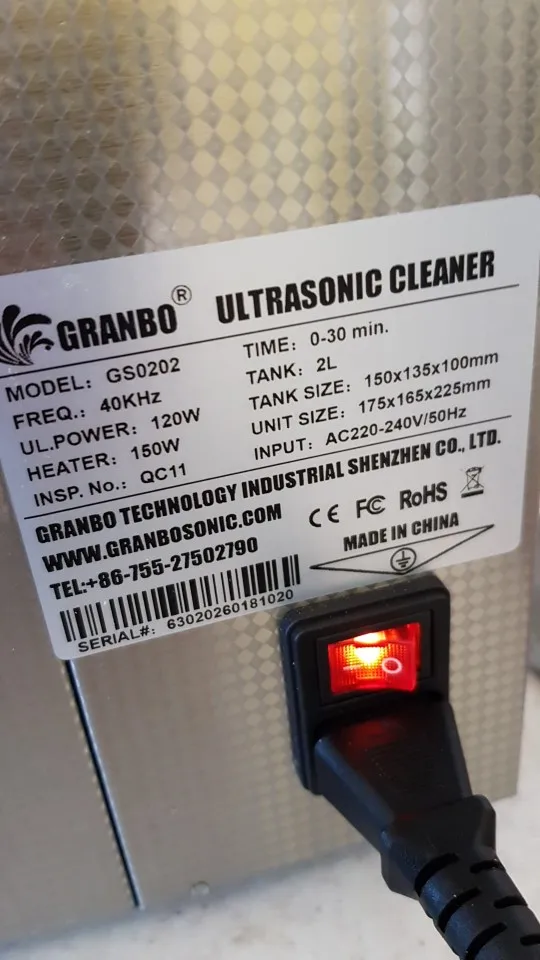 GRANBO® ULTRASONIC CLEANER
MODEL: GS0202
FREQ.: 40KHz
UL.POWER: 120W
HEATER: 150W
INSP. No.: QC11
TIME: 0-30 min.
TANK: 2L
TANK SIZE: 150x135x100mm
UNIT SIZE: 175x165x225mm
INPUT: AC220-240V/50Hz
GRANBO TECHNOLOGY INDUSTRIAL SHENZHEN CO., LTD.
WWW.GRANBOSONIC.COM
TEL:+86-755-27502790
CE FC RoHS
MADE IN CHINA
SERIAL#: 63020260181020